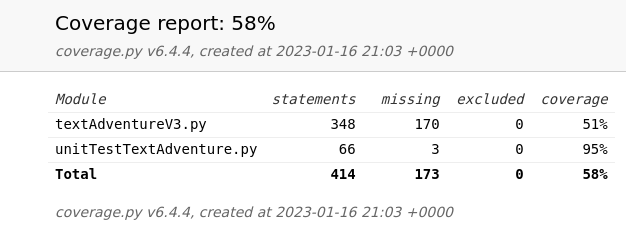 Coverage report: 58%
coverage.py v6.4.4, created at 2023-01-16 21:03 +0000
Module statements missing excluded coverage
textAdventureV3.py 348 170 0 51%
unitTestTextAdventure.py 66 3 0 95%
Total 414 173 0 58%
coverage.py v6.4.4, created at 2023-01-16 21:03 +0000